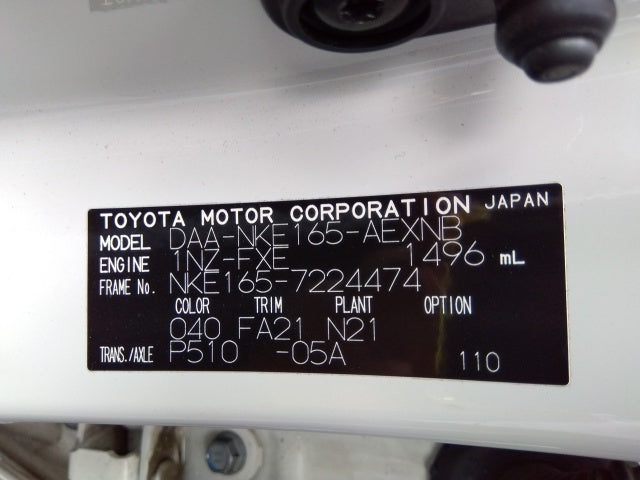 TOYOTA MOTOR CORPORATION JAPAN
MODEL DAA-NKE165-AEXNB
ENGINE 1NZ-FXE 1496 mL
FRAME No. NKE165-7224474
COLOR TRIM PLANT OPTION
040 FA21 N21
TRANS./AXLE P510 -05A 110